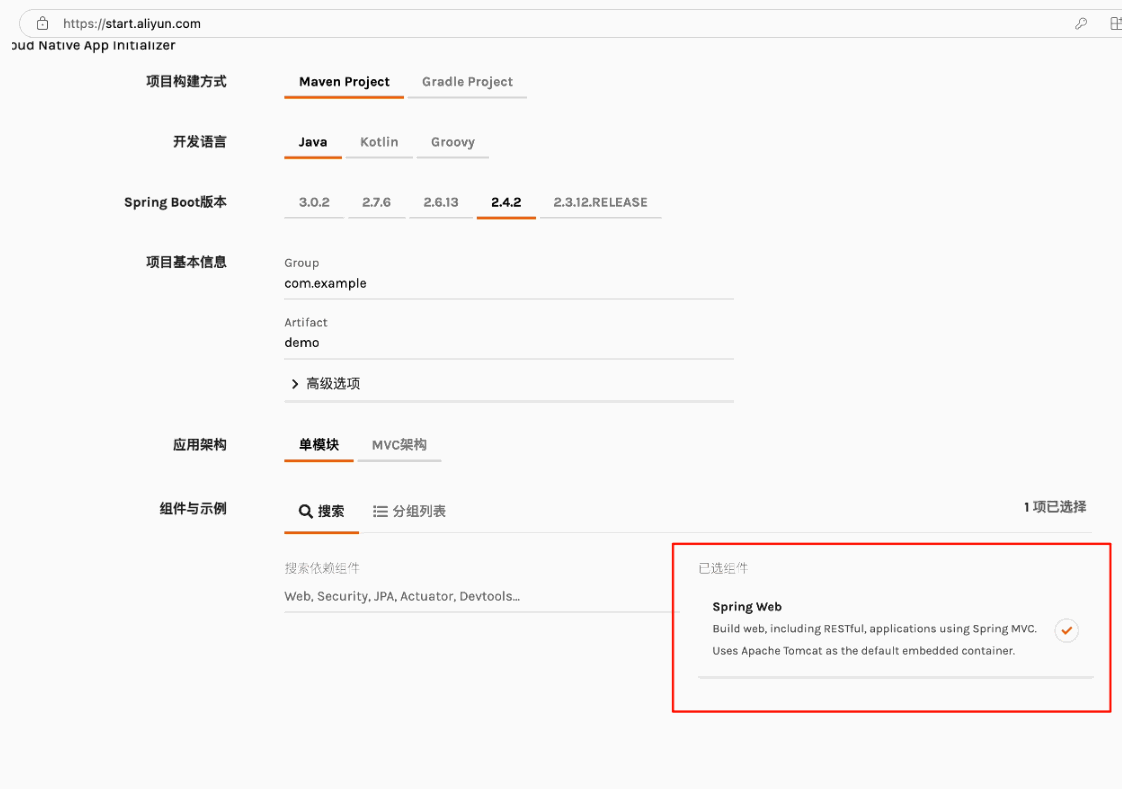 https://start.aliyun.com
oud Native App Initializer
项目构建方式 Maven Project Gradle Project
开发语言 Java Kotlin Groovy
Spring Boot版本 3.0.2 2.7.6 2.6.13 2.4.2 2.3.12.RELEASE
项目基本信息 Group
com.example
Artifact
demo
高级选项
应用架构 单模块 MVC架构
组件与示例 搜索 分组列表 1 项已选择
搜索依赖组件 已选组件
Web, Security, JPA, Actuator, Devtools...
Spring Web
Build web, including RESTful, applications using Spring MVC.
Uses Apache Tomcat as the default embedded container.